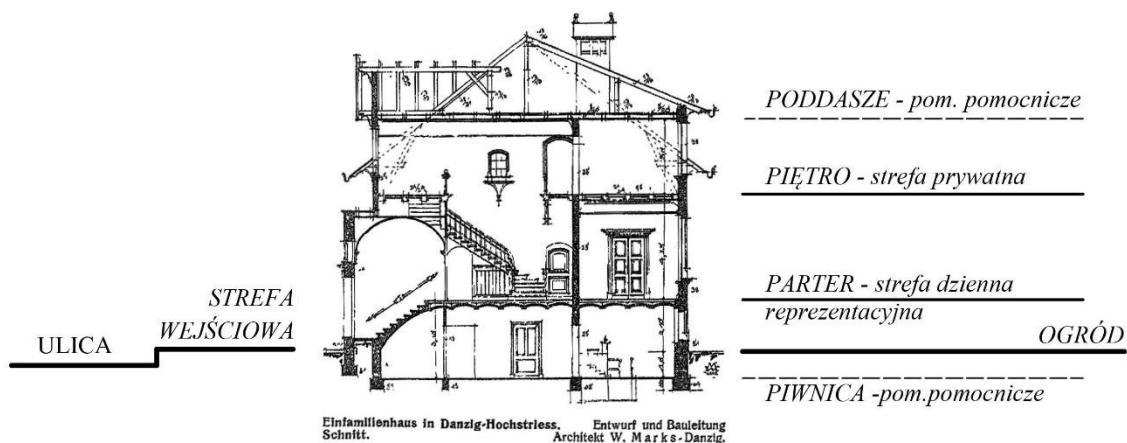 PODDASZE - pom. pomocnicze
PIĘTRO - strefa prywatna
PARTER - strefa dzienna
reprezentacyjna
STREFA
WEJŚCIOWA
ULICA
OGRÓD
PIWNICA -pom.pomocnicze
Einfamilienhaus in Danzig-Hochstriess. Entwurf und Bauleitung
Schnitt. Architekt W. Marks-Danzig.